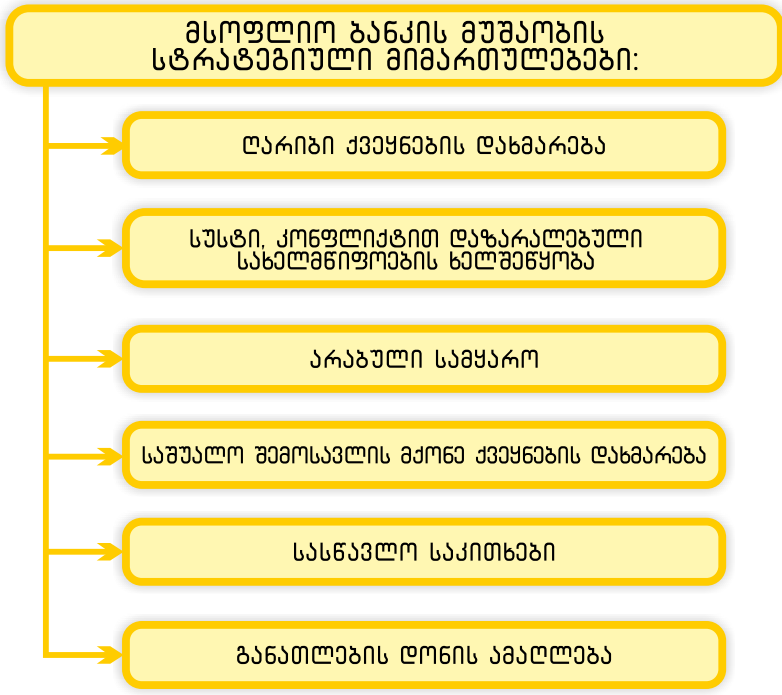 მსოფლიო ბანკის მუშაობის
სტრატეგიული მიმართულებები:
ღარიბი ქვეყნების დახმარება
სუსტი, კონფლიქტით დაზარალებული
სახელმწიფოების ხელშეწყობა
არაბული სამყარო
საშუალო შემოსავლის მქონე ქვეყნების დახმარება
სასწავლო საკითხები
განათლების დონის ამაღლება